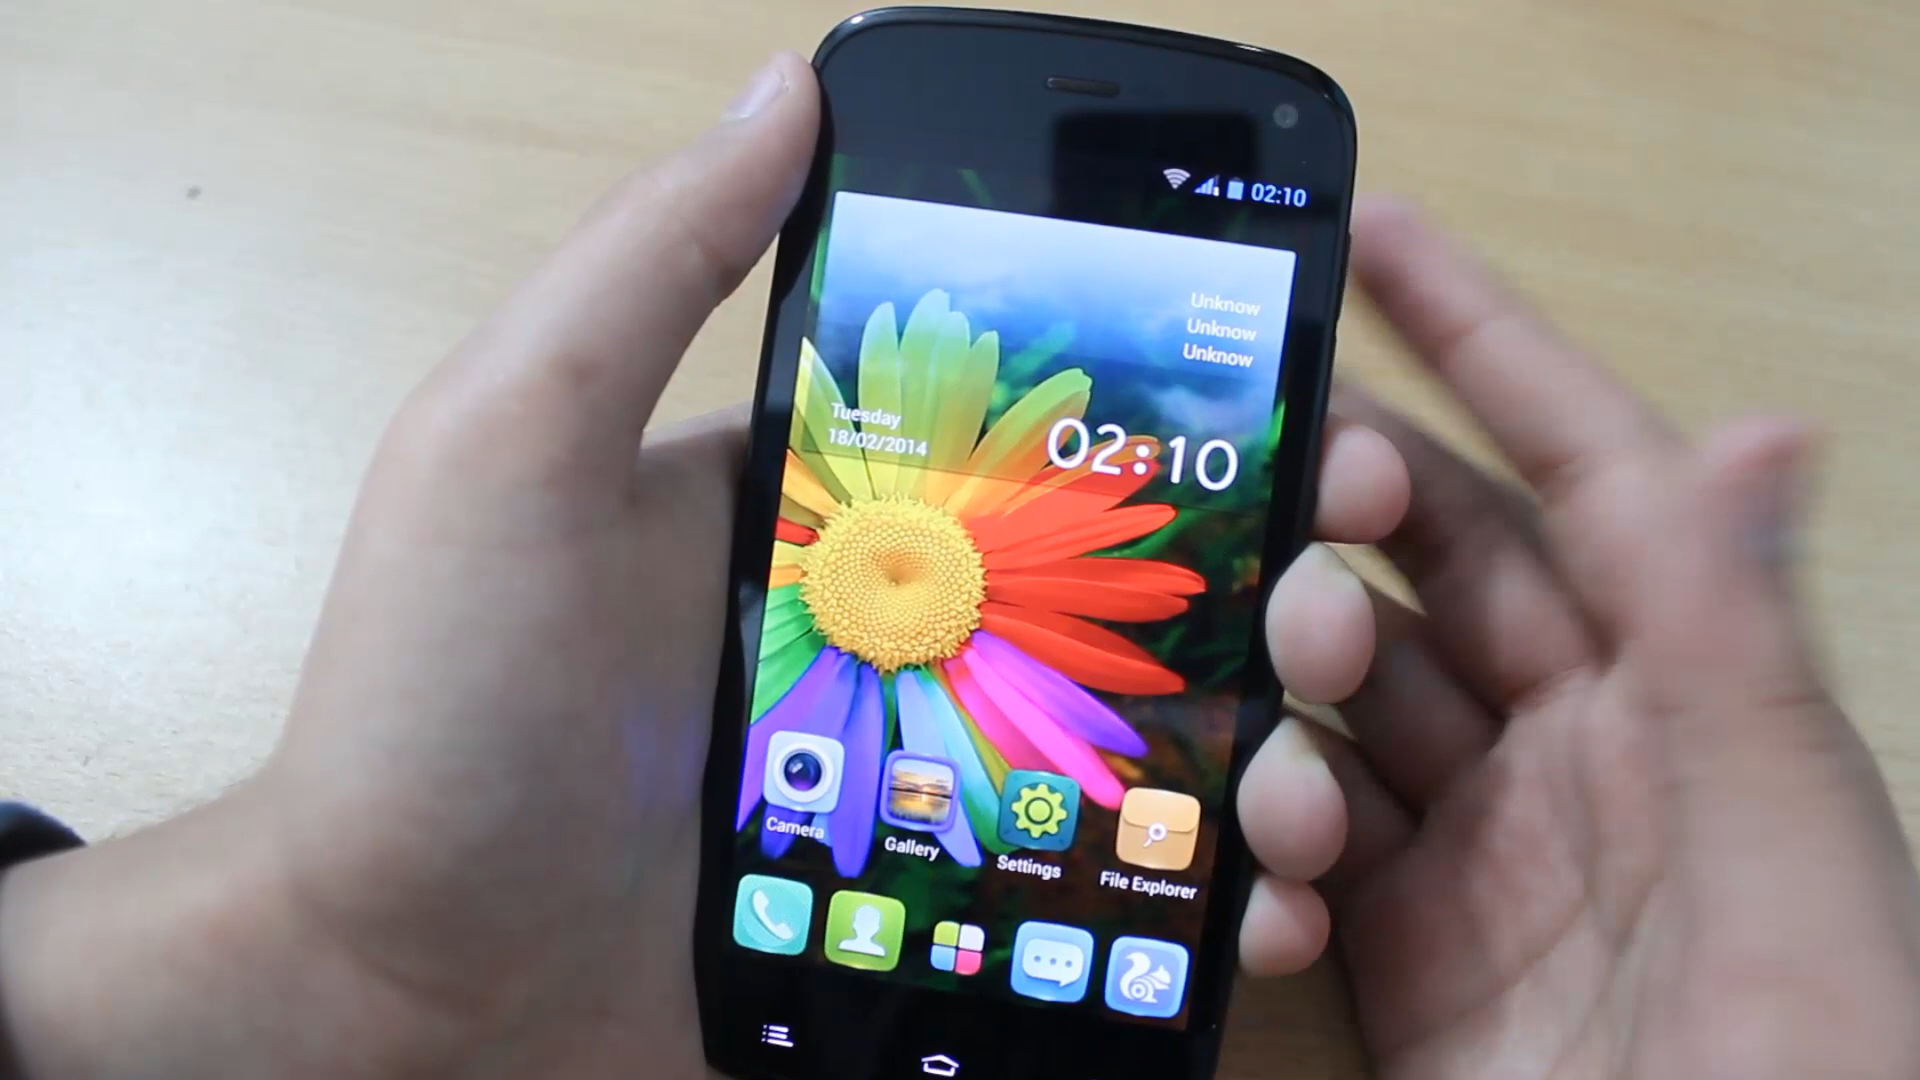 02:10
Unknow
Unknow
Unknow
Tuesday
18/02/2014
02:10
Camera
Gallery
Settings
File Explorer